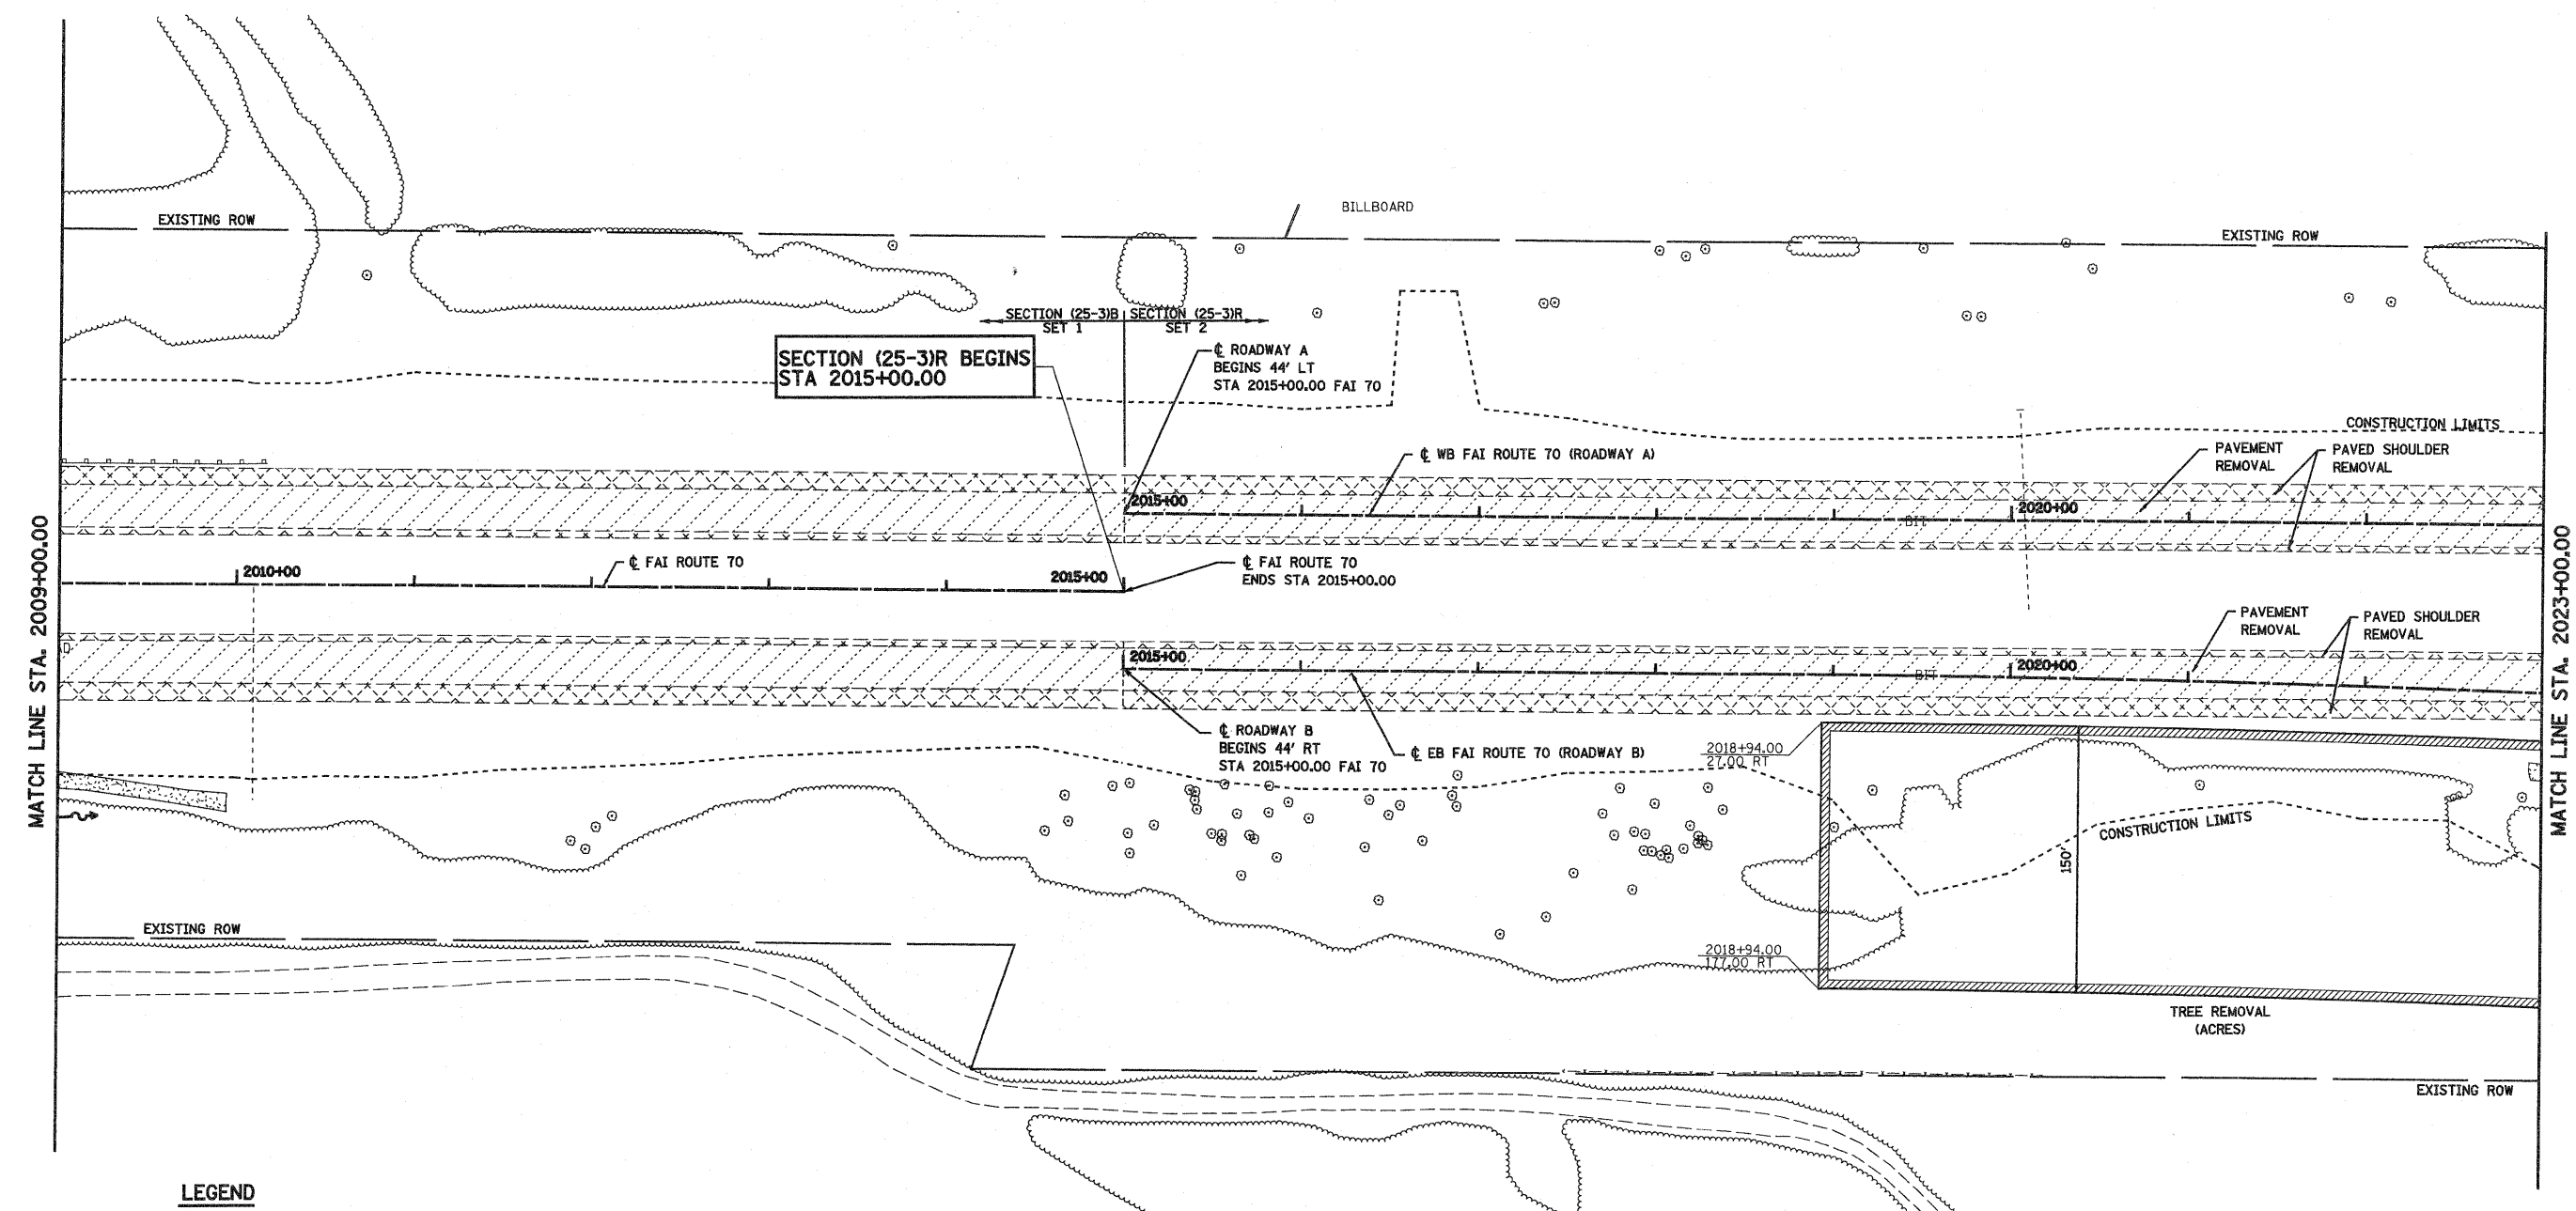 EXISTING ROW
BILLBOARD
EXISTING ROW
SECTION (25-3)B
SET 1
SECTION (25-3)R
SET 2
SECTION (25-3)R BEGINS
STA 2015+00.00
℄ ROADWAY A
BEGINS 44' LT
STA 2015+00.00 FAI 70
CONSTRUCTION LIMITS
℄ WB FAI ROUTE 70 (ROADWAY A)
PAVEMENT
REMOVAL
PAVED SHOULDER
REMOVAL
2015+00
BIT
2020+00
2010+00
℄ FAI ROUTE 70
2015+00
℄ FAI ROUTE 70
ENDS STA 2015+00.00
MATCH LINE STA. 2009+00.00
MATCH LINE STA. 2023+00.00
PAVEMENT
REMOVAL
PAVED SHOULDER
REMOVAL
2015+00
BIT
2020+00
℄ ROADWAY B
BEGINS 44' RT
STA 2015+00.00 FAI 70
℄ EB FAI ROUTE 70 (ROADWAY B)
2018+94.00
27.00 RT
CONSTRUCTION LIMITS
150'
EXISTING ROW
2018+94.00
177.00 RT
TREE REMOVAL
(ACRES)
EXISTING ROW
LEGEND